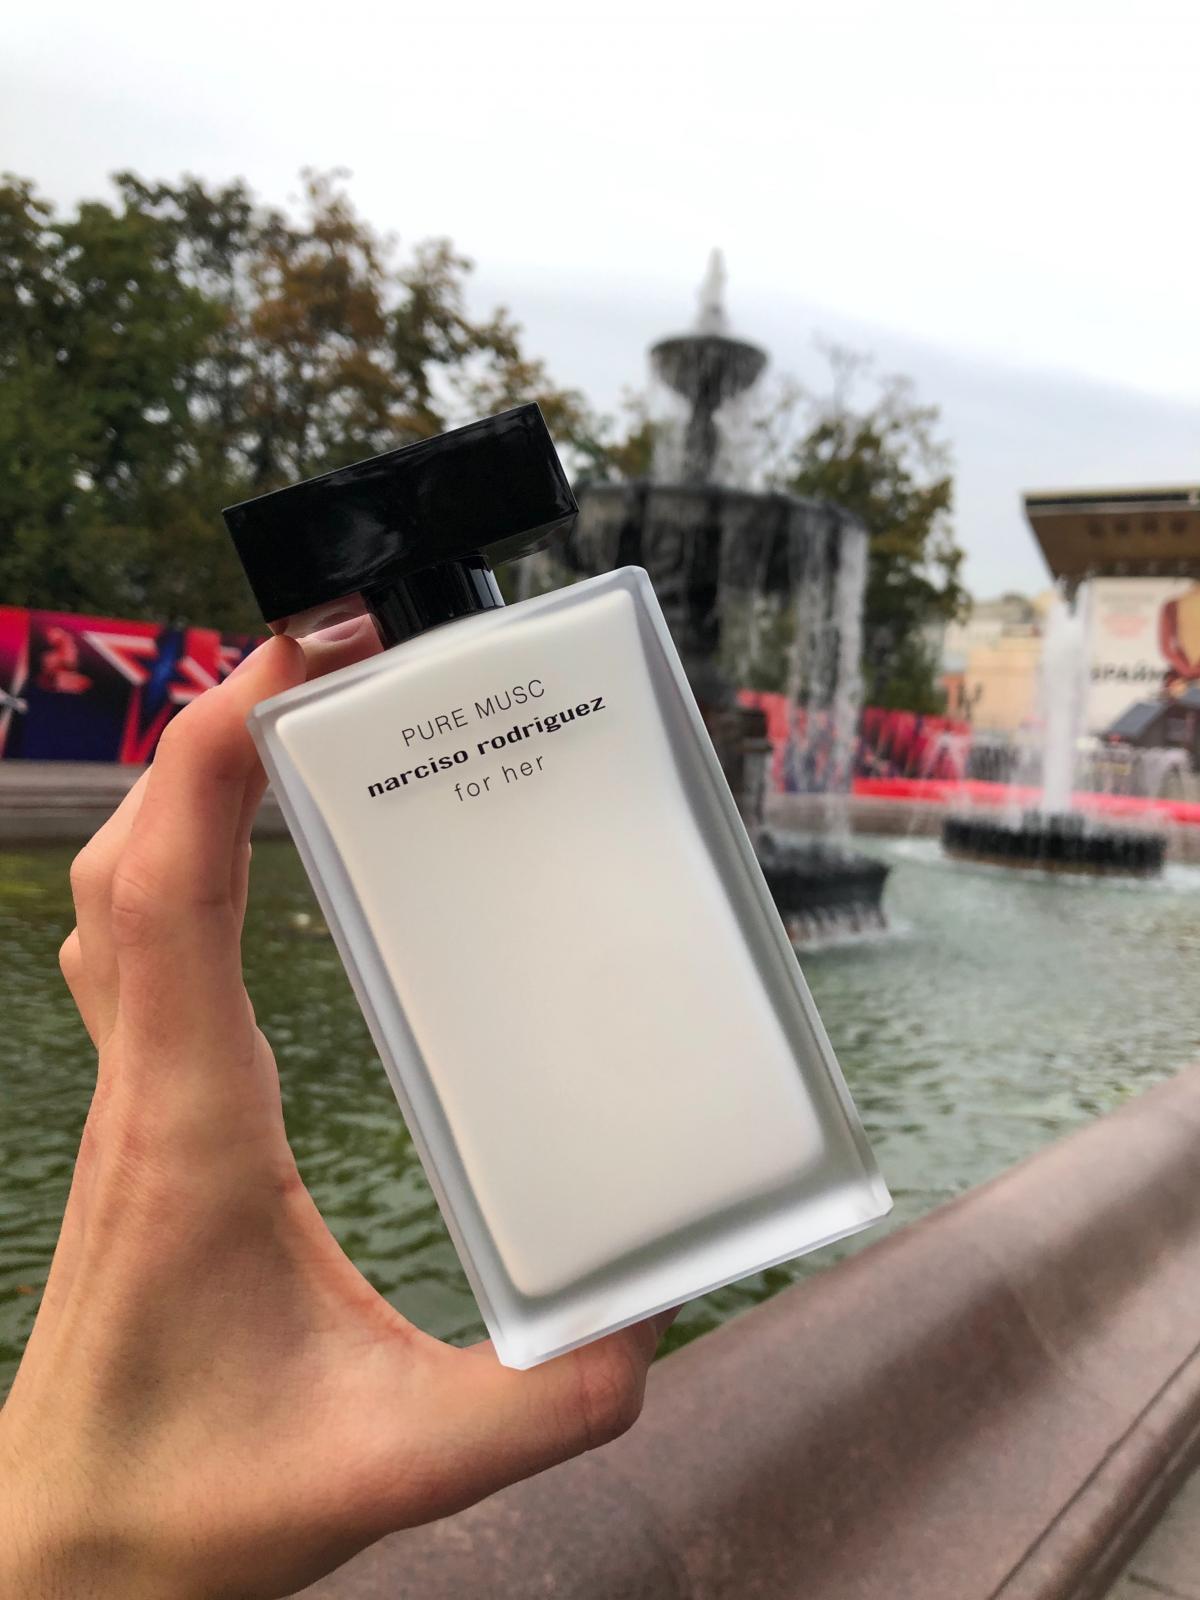 PURE MUSC
narciso rodriguez
for her